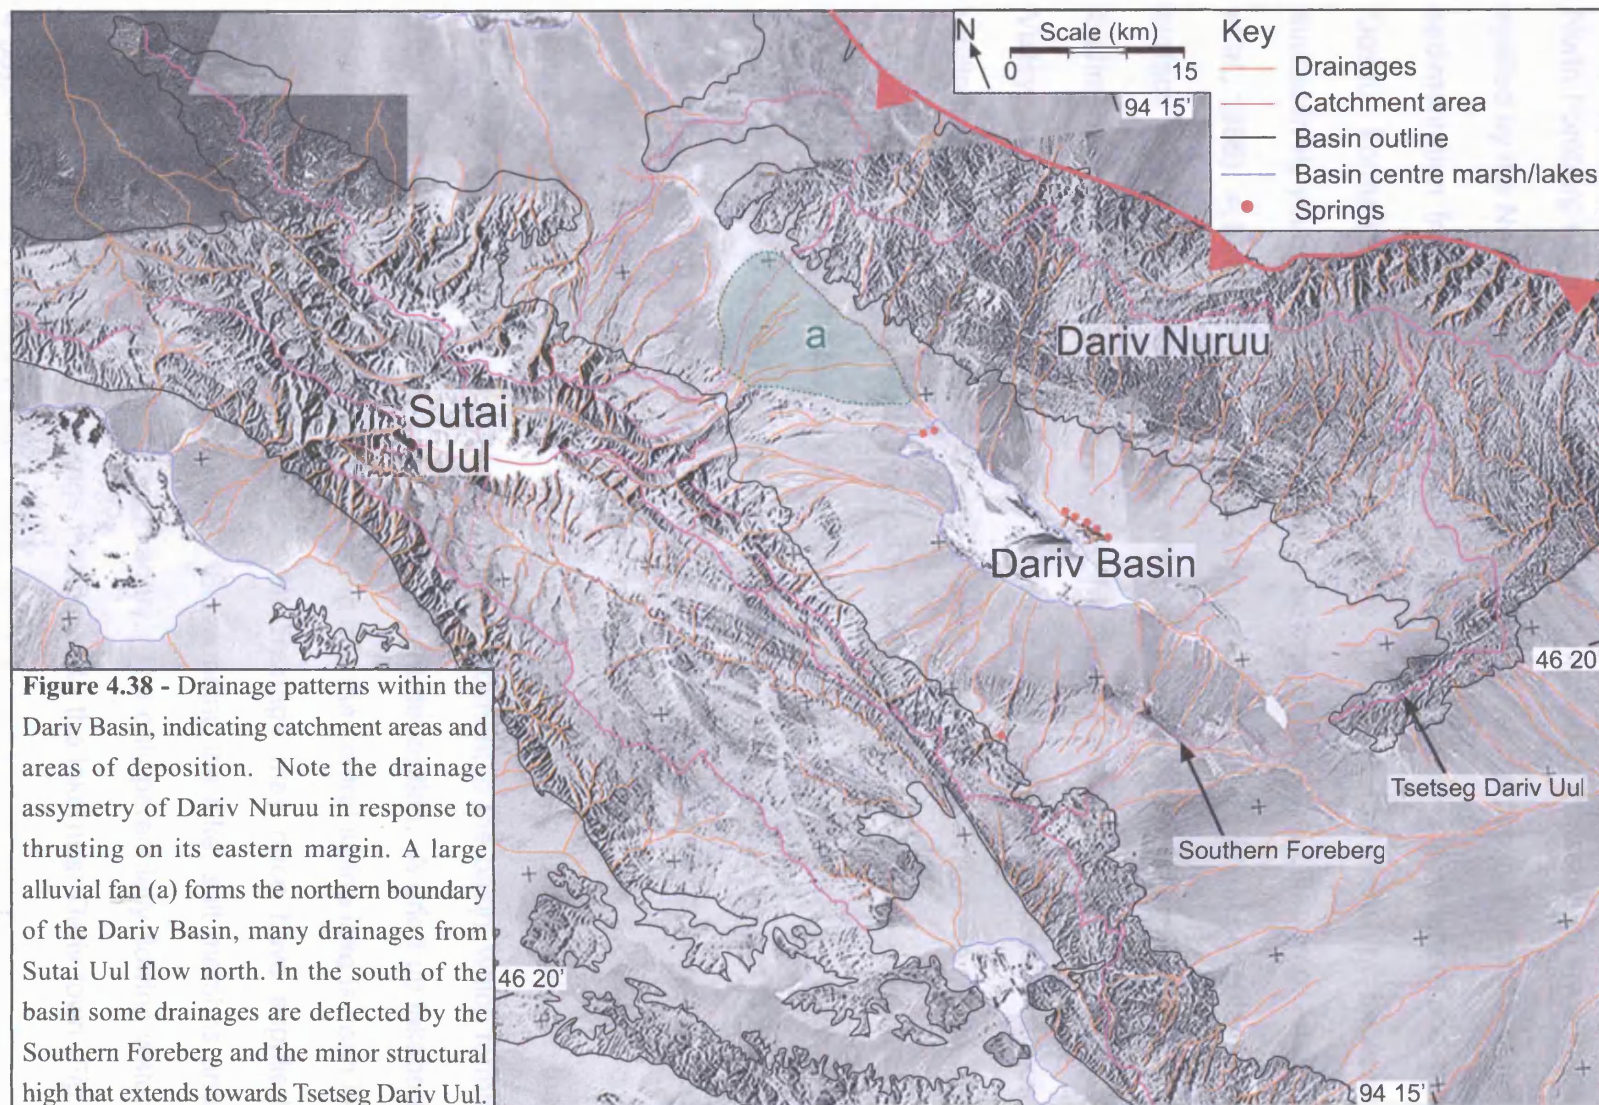 N
Scale (km)
0 15
94 15'
Key
Drainages
Catchment area
Basin outline
Basin centre marsh/lakes
Springs
a
Dariv Nuruu
Sutai
Uul
Dariv Basin
46 20'
Tsetseg Dariv Uul
Southern Foreberg
46 20'
94 15'
Figure 4.38 - Drainage patterns within the
Dariv Basin, indicating catchment areas and
areas of deposition. Note the drainage
assymetry of Dariv Nuruu in response to
thrusting on its eastern margin. A large
alluvial fan (a) forms the northern boundary
of the Dariv Basin, many drainages from
Sutai Uul flow north. In the south of the
basin some drainages are deflected by the
Southern Foreberg and the minor structural
high that extends towards Tsetseg Dariv Uul.